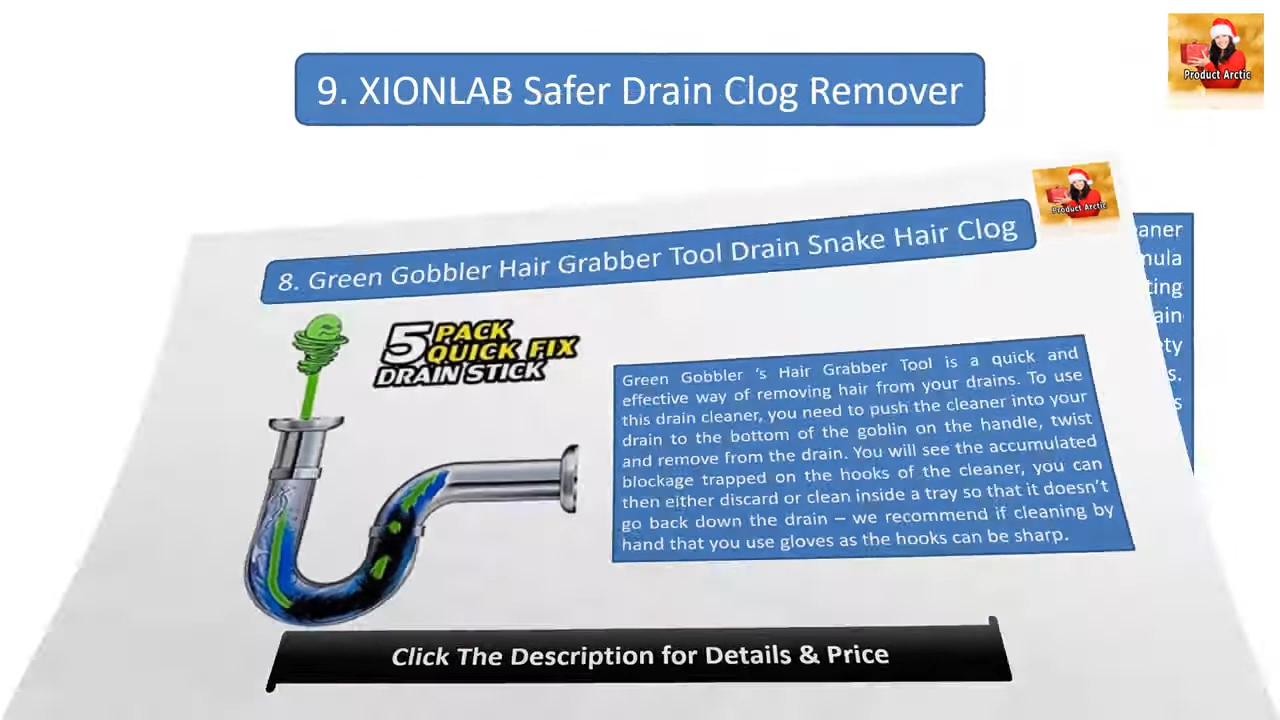 9. XIONLAB Safer Drain Clog Remover
Product Arctic
8. Green Gobbler Hair Grabber Tool Drain Snake Hair Clog
Product Arctic
5 PACK
QUICK FIX
DRAIN STICK
Green Gobbler 's Hair Grabber Tool is a quick and
effective way of removing hair from your drains. To use
this drain cleaner, you need to push the cleaner into your
drain to the bottom of the goblin on the handle, twist
and remove from the drain. You will see the accumulated
blockage trapped on the hooks of the cleaner, you can
then either discard or clean inside a tray so that it doesn't
go back down the drain – we recommend if cleaning by
hand that you use gloves as the hooks can be sharp.
Click The Description for Details & Price